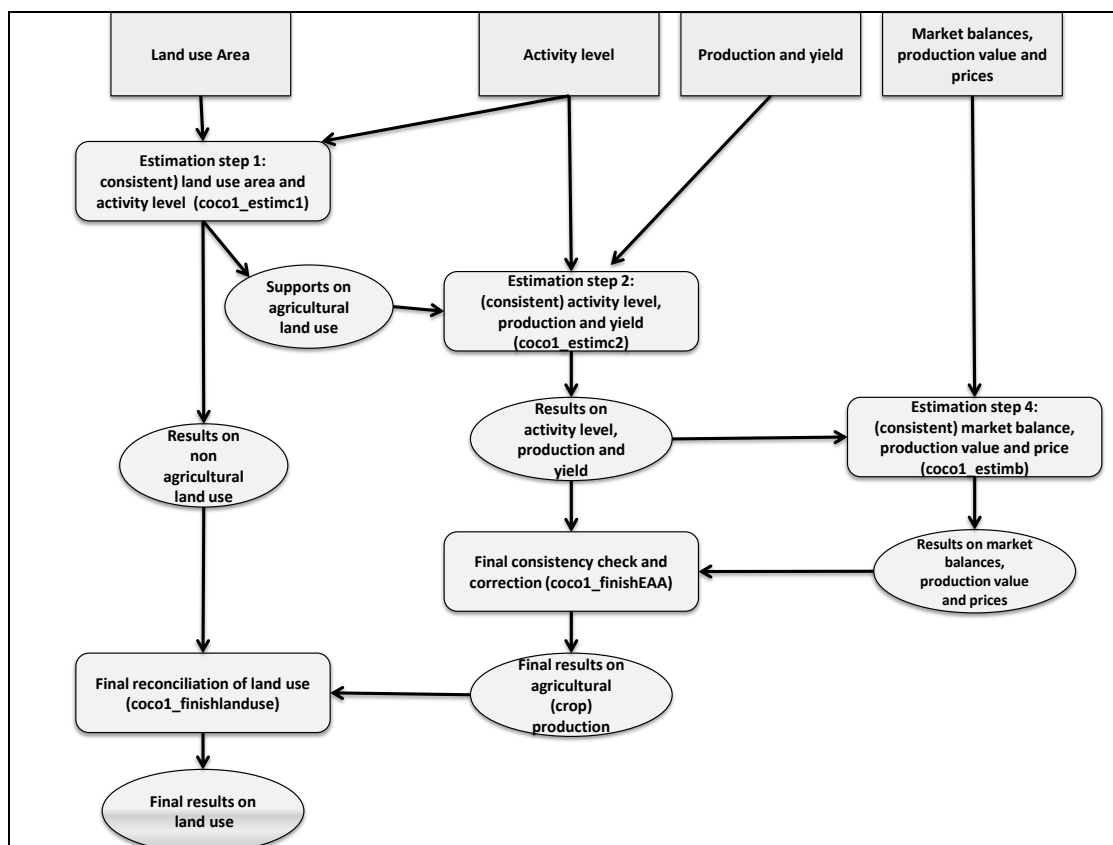 Land use Area
Activity level
Production and yield
Market balances,
production value and
prices
Estimation step 1:
consistent) land use area and
activity level  (coco1_estimc1)
Supports on
agricultural
land use
Estimation step 2:
(consistent) activity level,
production and yield
(coco1_estimc2)
Results on
non
agricultural
land use
Results on
activity level,
production and
yield
Estimation step 4:
(consistent) market balance,
production value and price
(coco1_estimb)
Final consistency check and
correction (coco1_finishEAA)
Results on market
balances,
production value
and prices
Final reconciliation of land use
(coco1_finishlanduse)
Final results on
agricultural
(crop)
production
Final results on
land use